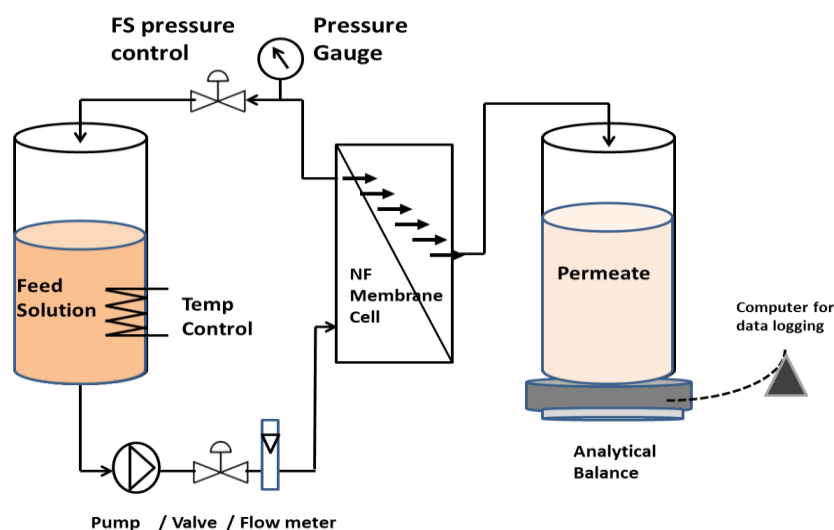 FS pressure
control
Pressure
Gauge
Feed
Solution
Temp
Control
NF
Membrane
Cell
Permeate
Computer for
data logging
Analytical
Balance
Pump / Valve / Flow meter